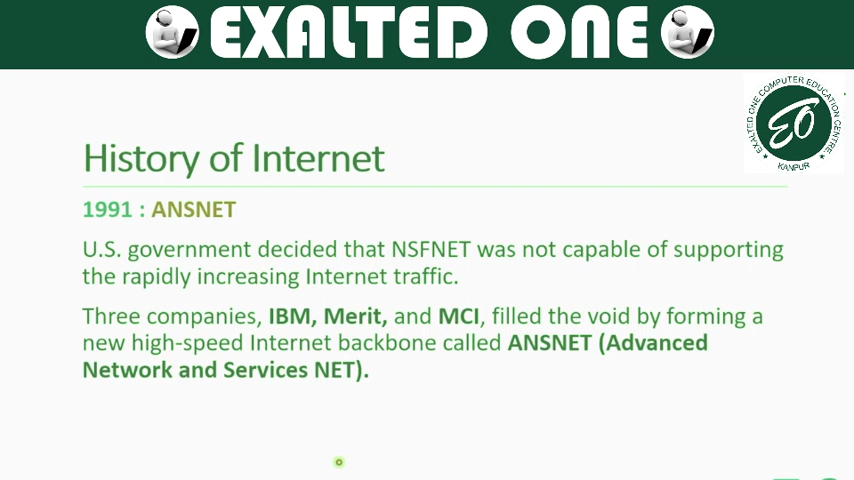 EXALTED ONE
EXALTED ONE COMPUTER EDUCATION CENTRE
EO
KANPUR
History of Internet
1991 : ANSNET
U.S. government decided that NSFNET was not capable of supporting
the rapidly increasing Internet traffic.
Three companies, IBM, Merit, and MCI, filled the void by forming a
new high-speed Internet backbone called ANSNET (Advanced
Network and Services NET).